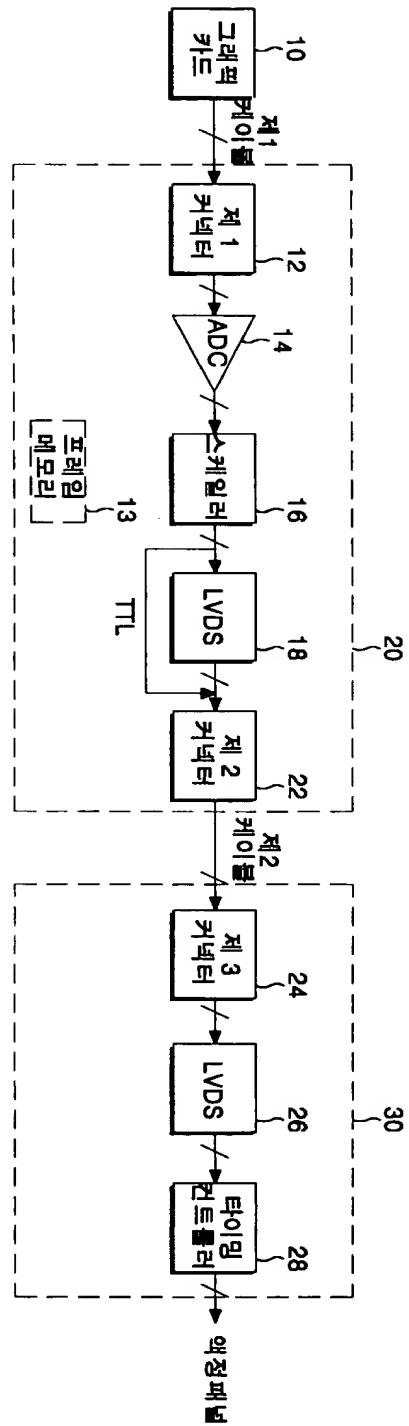 10
그래픽
카드
제1
케이블
20
제 1
커넥터
12
ADC
14
스케일러
16
프레임
메모리
13
TTL
LVDS
18
제 2
커넥터
22
제2
케이블
30
제 3
커넥터
24
LVDS
26
타이밍
컨트롤러
28
액정패널